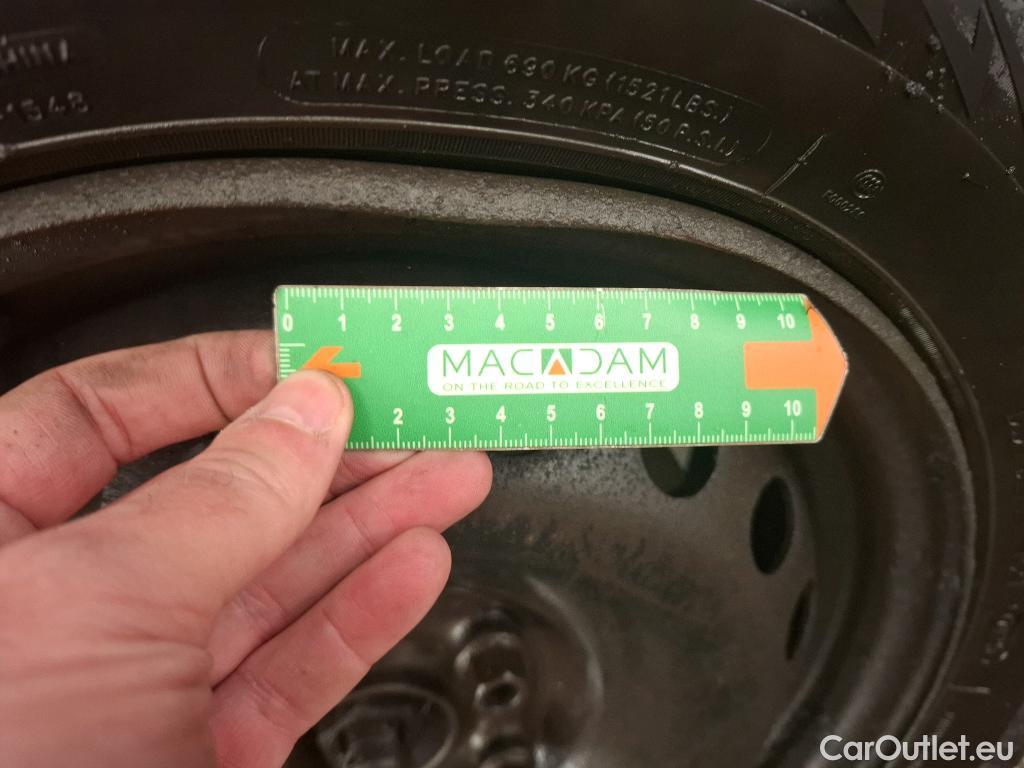 MAX. LOAD 690 KG (1521 LBS.)
AT MAX. PRESS. 340 KPA (50 P.S.I.)
0 1 2 3 4 5 6 7 8 9 10
MACADAM
ON THE ROAD TO EXCELLENCE
2 3 4 5 6 7 8 9 10
CarOutlet.eu